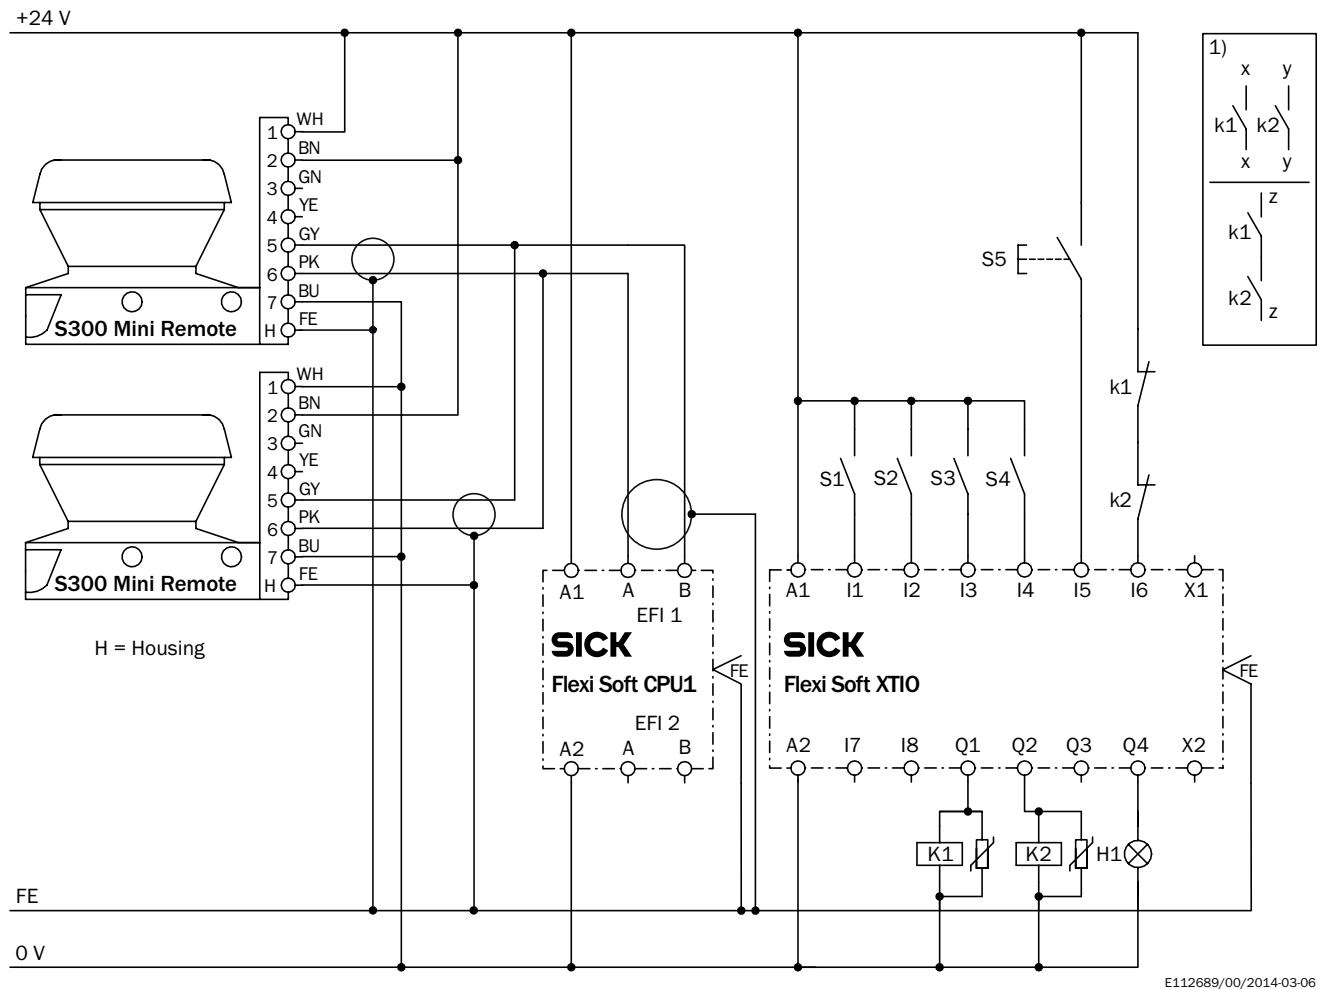 +24 V
1)
x y
k1 k2
x y
z
k1
k2
z
1 WH
2 BN
3 GN
4 YE
5 GY
6 PK
7 BU
H FE
S300 Mini Remote
1 WH
2 BN
3 GN
4 YE
5 GY
6 PK
7 BU
H FE
S300 Mini Remote
H = Housing
S5
k1
k2
S1 S2 S3 S4
A1 A B
EFI 1
SICK
Flexi Soft CPU1
FE
EFI 2
A2 A B
A1 I1 I2 I3 I4 I5 I6 X1
SICK
Flexi Soft XTIO
FE
A2 I7 I8 Q1 Q2 Q3 Q4 X2
K1 K2 H1
FE
0 V
E112689/00/2014-03-06